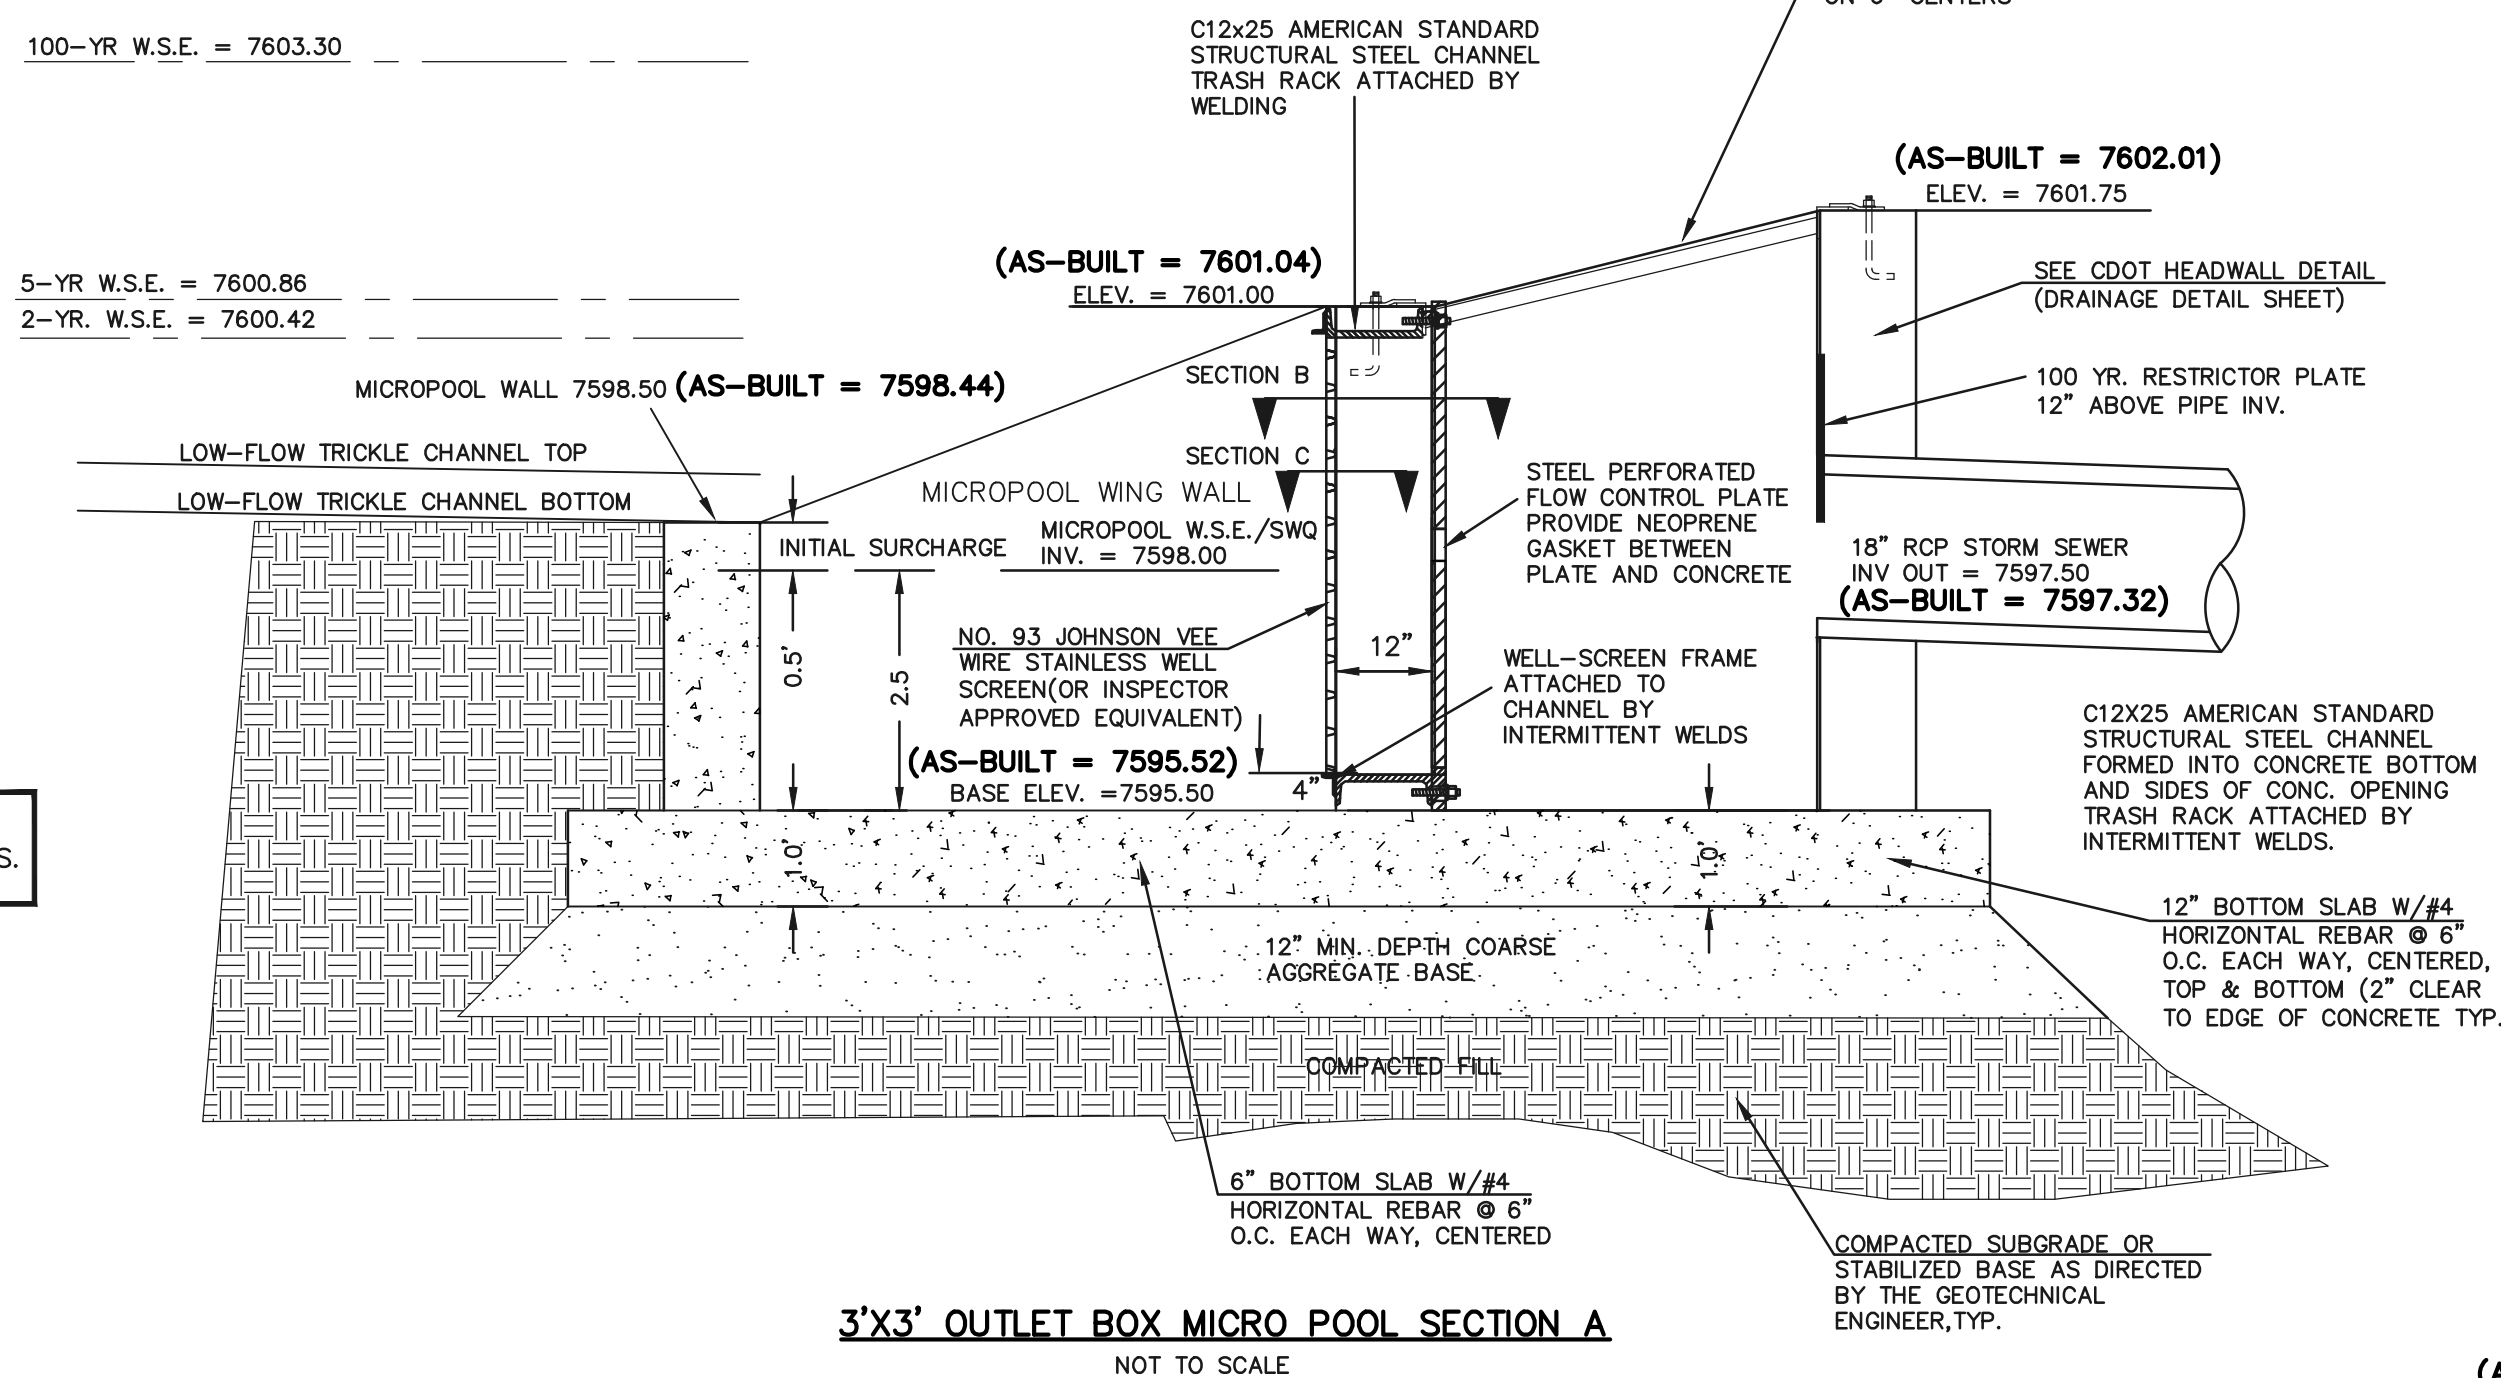 ON 6" CENTERS
C12x25 AMERICAN STANDARD
STRUCTURAL STEEL CHANNEL
TRASH RACK ATTACHED BY
WELDING
100-YR W.S.E. = 7603.30
(AS-BUILT = 7602.01)
ELEV. = 7601.75
(AS-BUILT = 7601.04)
ELEV. = 7601.00
5-YR W.S.E. = 7600.86
2-YR. W.S.E. = 7600.42
SEE CDOT HEADWALL DETAIL
(DRAINAGE DETAIL SHEET)
MICROPOOL WALL 7598.50 (AS-BUILT = 7598.44)
SECTION B
100 YR. RESTRICTOR PLATE
12" ABOVE PIPE INV.
LOW-FLOW TRICKLE CHANNEL TOP
SECTION C
LOW-FLOW TRICKLE CHANNEL BOTTOM
MICROPOOL WING WALL
STEEL PERFORATED
FLOW CONTROL PLATE
PROVIDE NEOPRENE
GASKET BETWEEN
PLATE AND CONCRETE
INITIAL SURCHARGE
MICROPOOL W.S.E./SWQ
INV. = 7598.00
18" RCP STORM SEWER
INV OUT = 7597.50
(AS-BUILT = 7597.32)
0.5'
2.5
NO. 93 JOHNSON VEE
WIRE STAINLESS WELL
SCREEN(OR INSPECTOR
APPROVED EQUIVALENT)
12"
WELL-SCREEN FRAME
ATTACHED TO
CHANNEL BY
INTERMITTENT WELDS
(AS-BUILT = 7595.52)
BASE ELEV. =7595.50
4"
C12X25 AMERICAN STANDARD
STRUCTURAL STEEL CHANNEL
FORMED INTO CONCRETE BOTTOM
AND SIDES OF CONC. OPENING
TRASH RACK ATTACHED BY
INTERMITTENT WELDS.
S.
1.0'
1.0'
12" BOTTOM SLAB W/#4
HORIZONTAL REBAR @ 6"
O.C. EACH WAY, CENTERED,
TOP & BOTTOM (2" CLEAR
TO EDGE OF CONCRETE TYP.
12" MIN. DEPTH COARSE
AGGREGATE BASE
COMPACTED FILL
6" BOTTOM SLAB W/#4
HORIZONTAL REBAR @ 6"
O.C. EACH WAY, CENTERED
COMPACTED SUBGRADE OR
STABILIZED BASE AS DIRECTED
BY THE GEOTECHNICAL
ENGINEER,TYP.
3'X3' OUTLET BOX MICRO POOL SECTION A
NOT TO SCALE